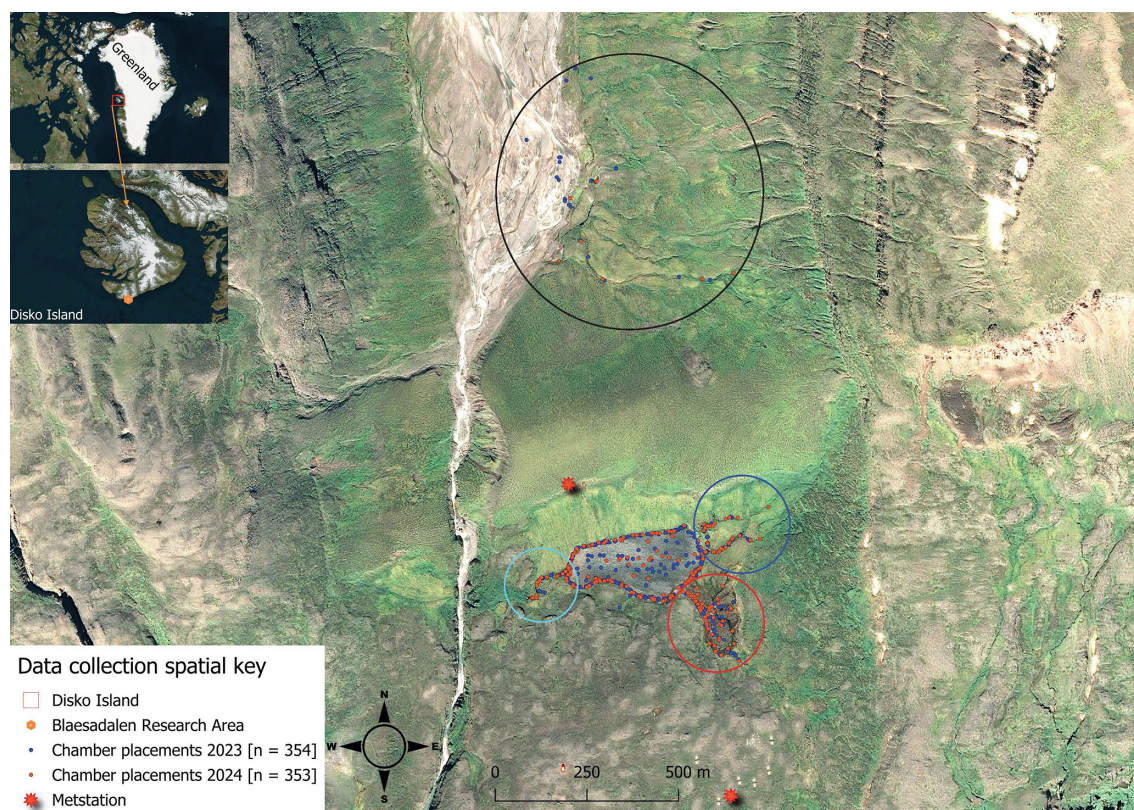 Greenland
Disko Island
Data collection spatial key
Disko Island
Blaesadalen Research Area
Chamber placements 2023 [n = 354]
Chamber placements 2024 [n = 353]
Metstation
N
W E
S
0 250 500 m